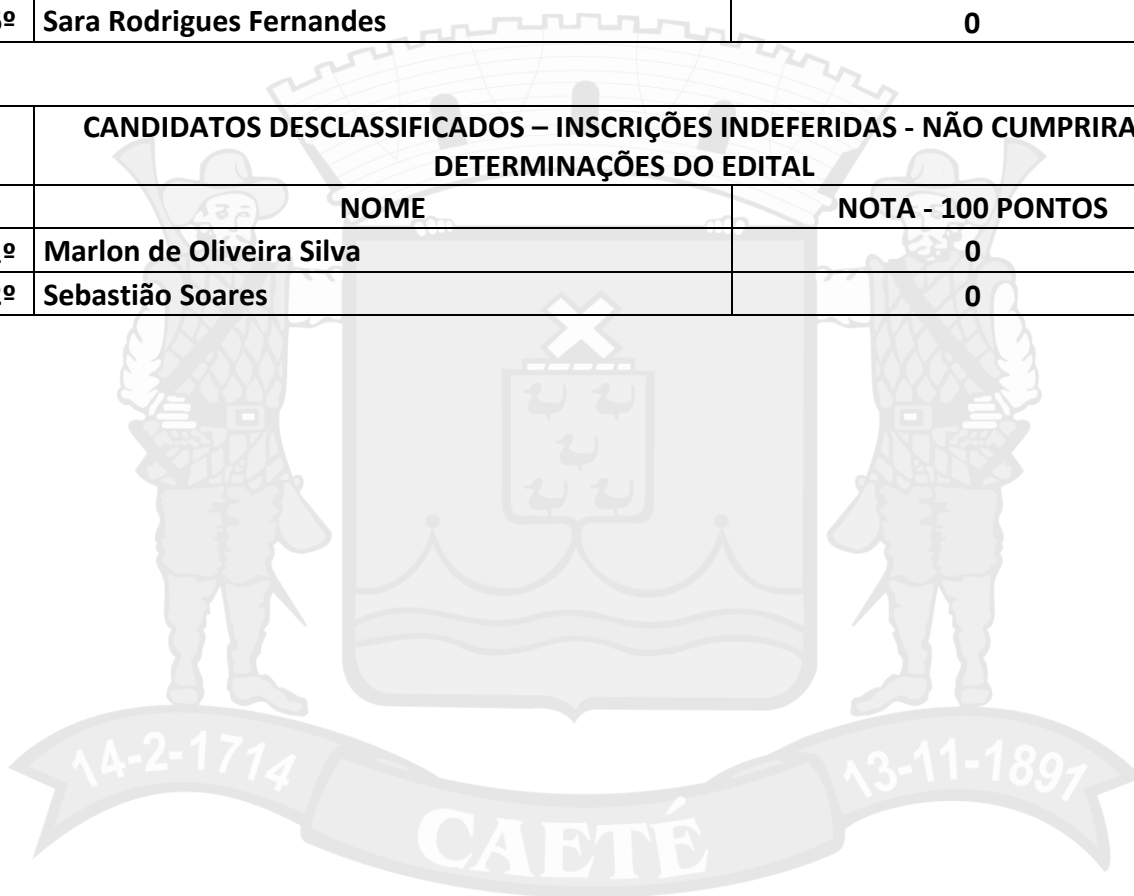 Sara Rodrigues Fernandes 0
CANDIDATOS DESCLASSIFICADOS – INSCRIÇÕES INDEFERIDAS - NÃO
DETERMINAÇÕES DO EDITAL
NOME NOTA - 100 PONTOS
Marlon de Oliveira Silva 0
Sebastião Soares 0
14-2-1714 13-11-1891
CAETÉ